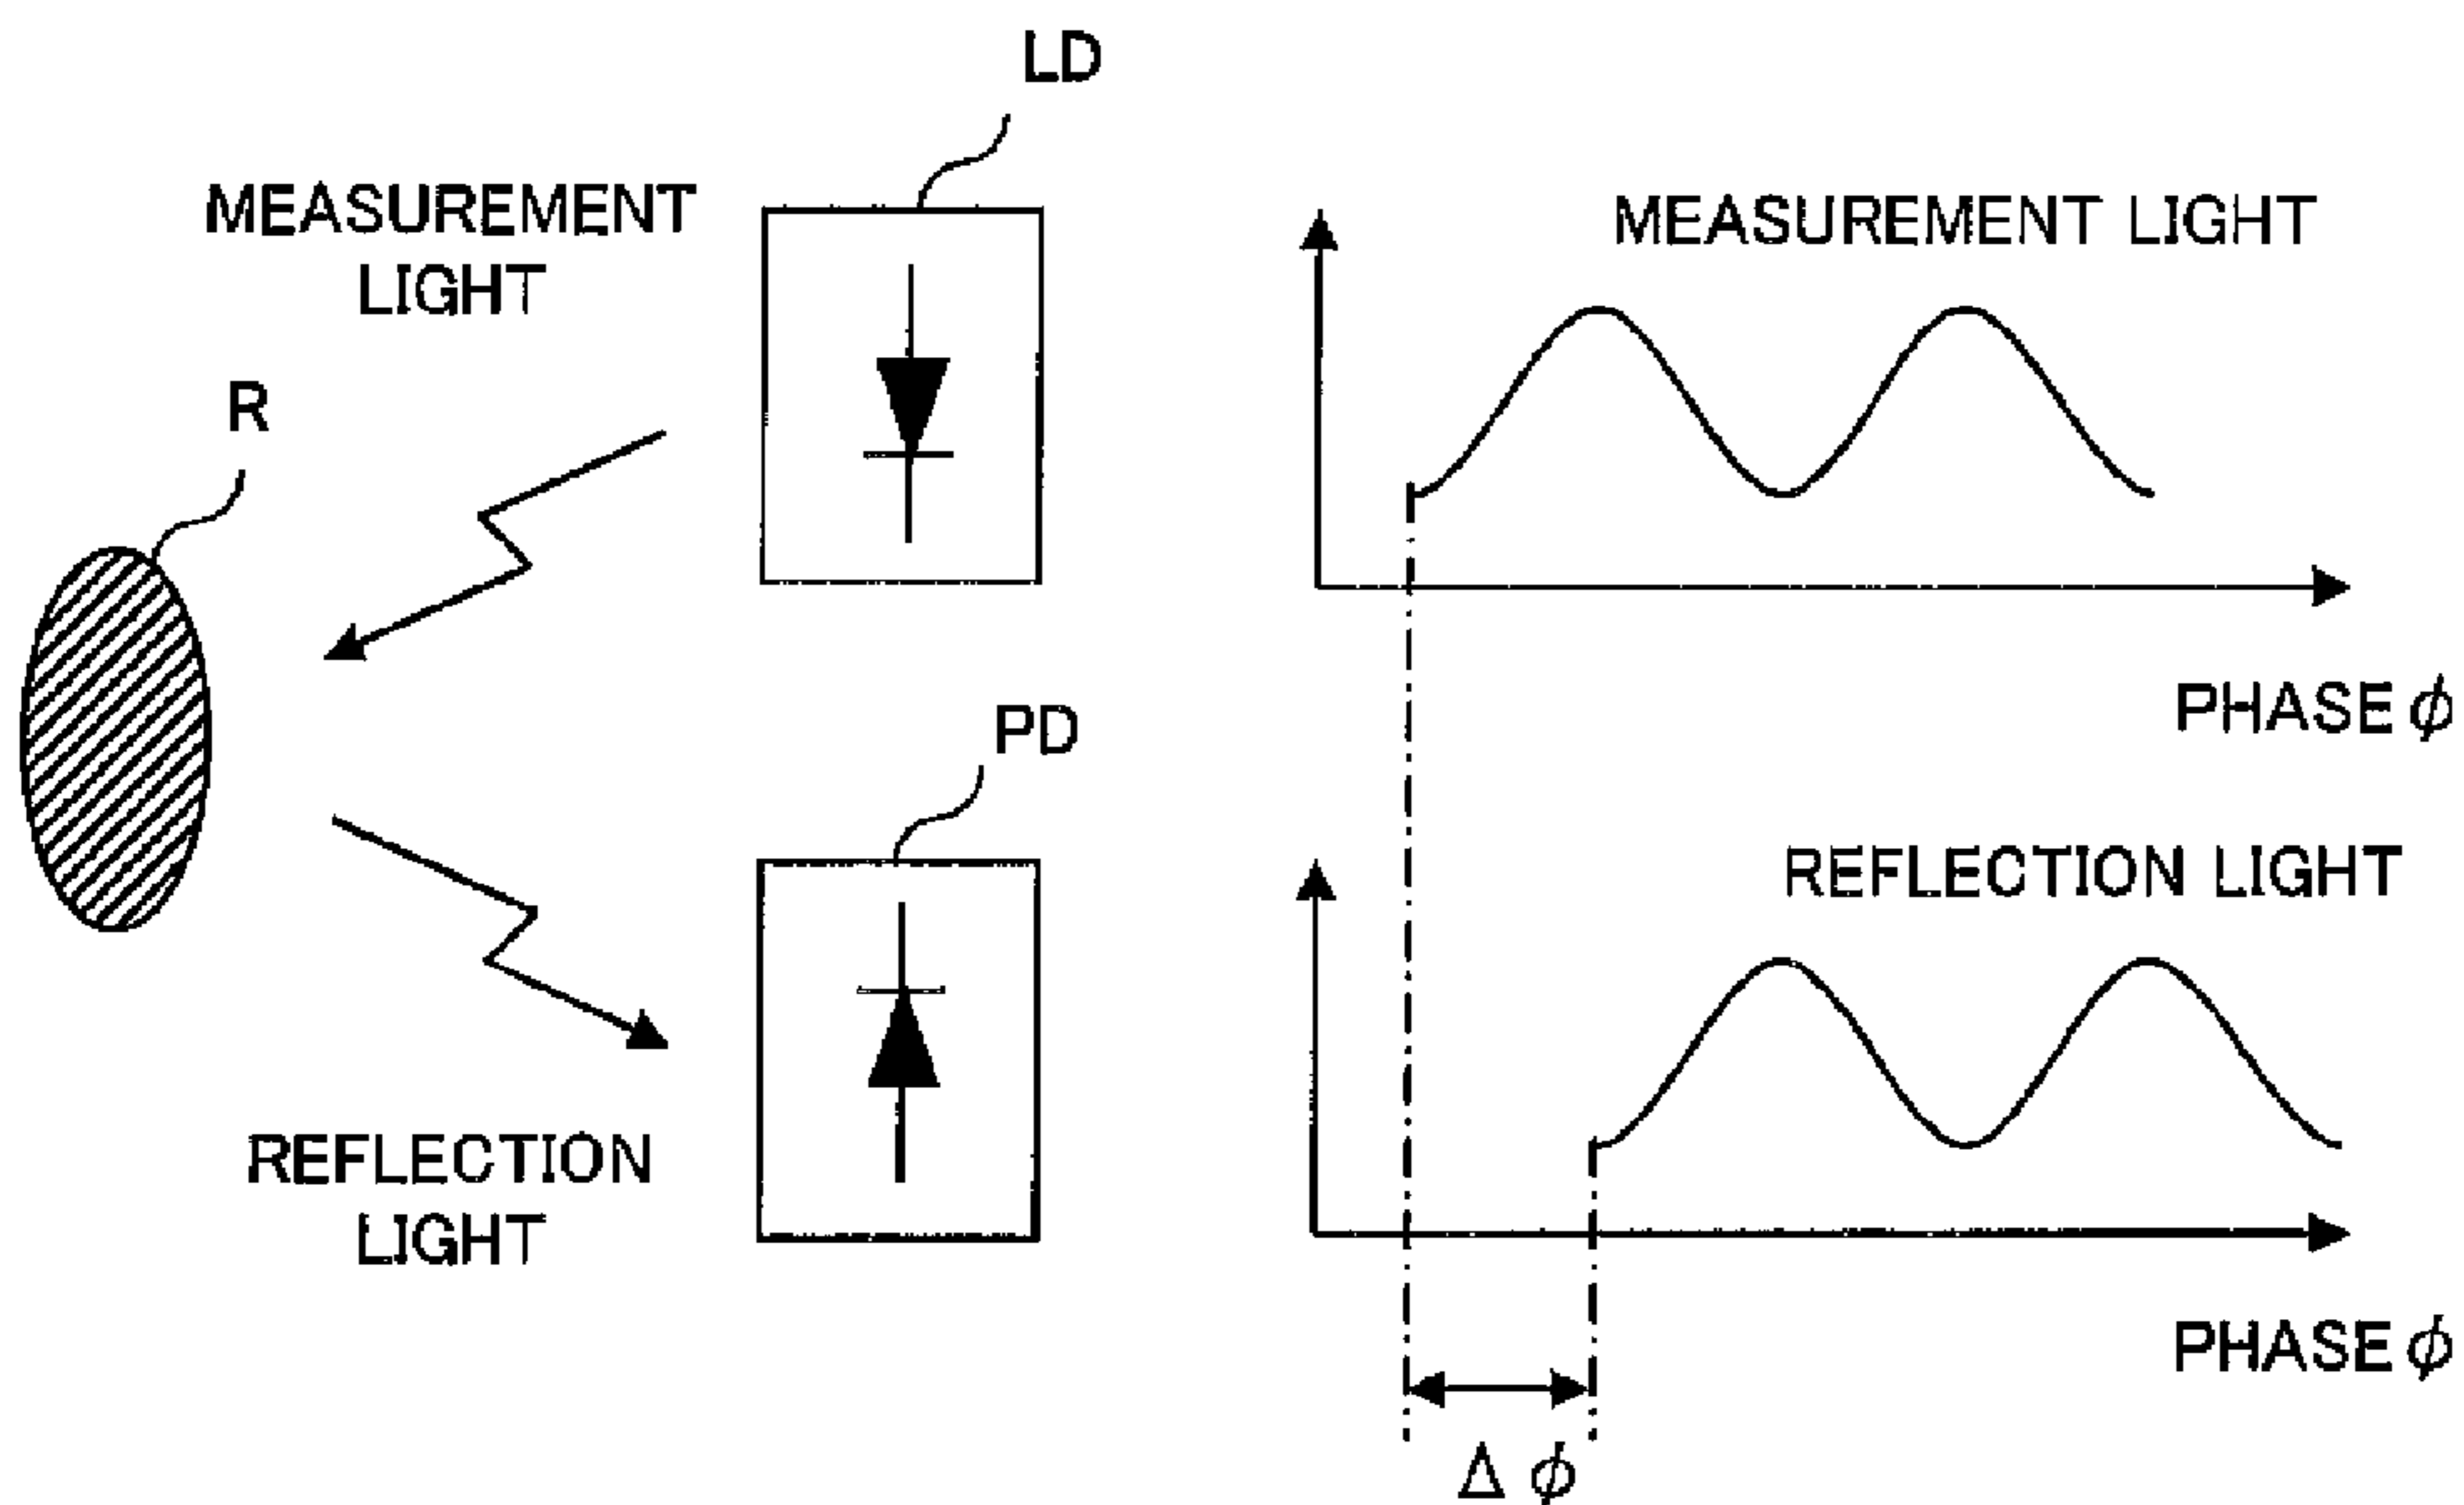 LD
MEASUREMENT
LIGHT
R
PD
REFLECTION
LIGHT
MEASUREMENT LIGHT
PHASE ϕ
REFLECTION LIGHT
PHASE ϕ
Δ ϕ